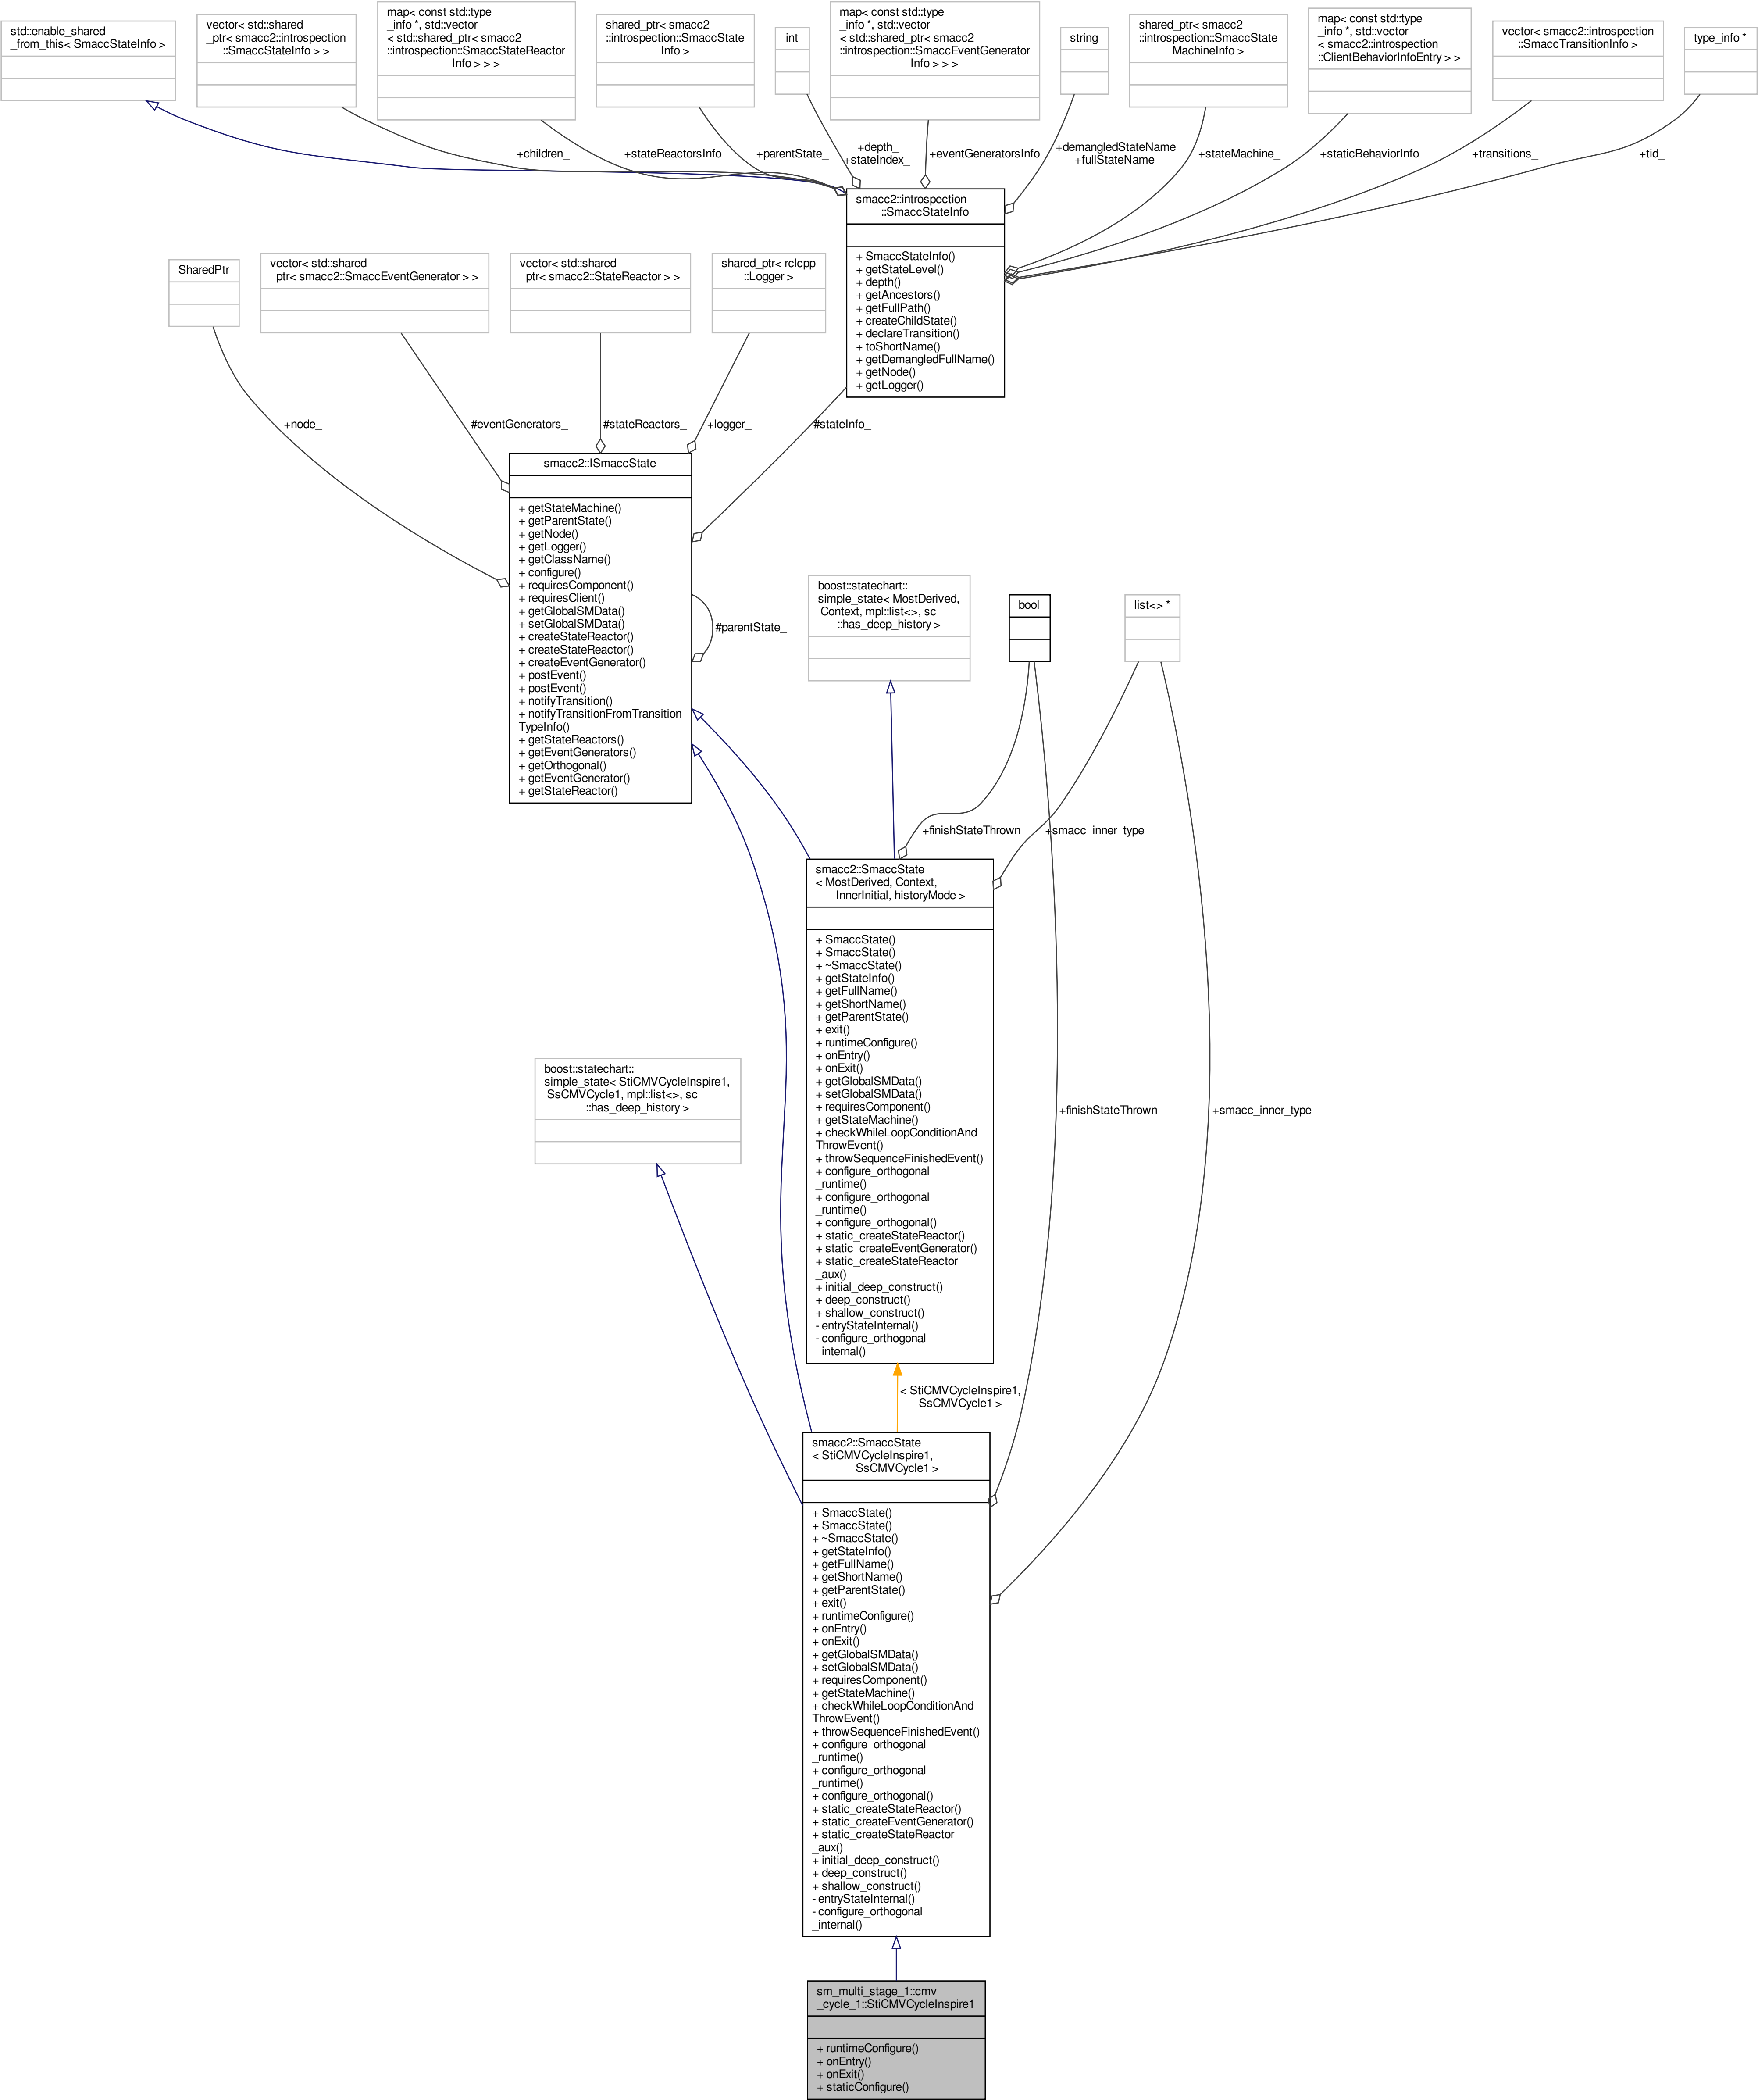 std::enable_shared
_from_this< SmaccStateInfo >
vector< std::shared
_ptr< smacc2::introspection
::SmaccStateInfo > >
map< const std::type
_info *, std::vector
< std::shared_ptr< smacc2
::introspection::SmaccStateReactor
Info > > >
shared_ptr< smacc2
::introspection::SmaccState
Info >
int
map< const std::type
_info *, std::vector
< std::shared_ptr< smacc2
::introspection::SmaccEventGenerator
Info > > >
string
shared_ptr< smacc2
::introspection::SmaccState
MachineInfo >
map< const std::type
_info *, std::vector
< smacc2::introspection
::ClientBehaviorInfoEntry > >
vector< smacc2::introspection
::SmaccTransitionInfo >
type_info *
+children_
+stateReactorsInfo
+parentState_
+depth_
+stateIndex_
+eventGeneratorsInfo
+demangledStateName
+fullStateName
+stateMachine_
+staticBehaviorInfo
+transitions_
+tid_
smacc2::introspection
::SmaccStateInfo
+ SmaccStateInfo()
+ getStateLevel()
+ depth()
+ getAncestors()
+ getFullPath()
+ createChildState()
+ declareTransition()
+ toShortName()
+ getDemangledFullName()
+ getNode()
+ getLogger()
SharedPtr
vector< std::shared
_ptr< smacc2::SmaccEventGenerator > >
vector< std::shared
_ptr< smacc2::StateReactor > >
shared_ptr< rclcpp
::Logger >
+node_
#eventGenerators_
#stateReactors_
+logger_
#stateInfo_
smacc2::ISmaccState
+ getStateMachine()
+ getParentState()
+ getNode()
+ getLogger()
+ getClassName()
+ configure()
+ requiresComponent()
+ requiresClient()
+ getGlobalSMData()
+ setGlobalSMData()
+ createStateReactor()
+ createStateReactor()
+ createEventGenerator()
+ postEvent()
+ postEvent()
+ notifyTransition()
+ notifyTransitionFromTransition
TypeInfo()
+ getStateReactors()
+ getEventGenerators()
+ getOrthogonal()
+ getEventGenerator()
+ getStateReactor()
#parentState_
boost::statechart::
simple_state< MostDerived,
Context, mpl::list<>, sc
::has_deep_history >
bool
list<> *
+finishStateThrown
+smacc_inner_type
smacc2::SmaccState
< MostDerived, Context,
InnerInitial, historyMode >
+ SmaccState()
+ SmaccState()
+ ~SmaccState()
+ getStateInfo()
+ getFullName()
+ getShortName()
+ getParentState()
+ exit()
+ runtimeConfigure()
+ onEntry()
+ onExit()
+ getGlobalSMData()
+ setGlobalSMData()
+ requiresComponent()
+ getStateMachine()
+ checkWhileLoopConditionAnd
ThrowEvent()
+ throwSequenceFinishedEvent()
+ configure_orthogonal
_runtime()
+ configure_orthogonal
_runtime()
+ configure_orthogonal()
+ static_createStateReactor()
+ static_createEventGenerator()
+ static_createStateReactor
_aux()
+ initial_deep_construct()
+ deep_construct()
+ shallow_construct()
- entryStateInternal()
- configure_orthogonal
_internal()
boost::statechart::
simple_state< StiCMVCycleInspire1,
SsCMVCycle1, mpl::list<>, sc
::has_deep_history >
+finishStateThrown
+smacc_inner_type
< StiCMVCycleInspire1,
SsCMVCycle1 >
smacc2::SmaccState
< StiCMVCycleInspire1,
SsCMVCycle1 >
+ SmaccState()
+ SmaccState()
+ ~SmaccState()
+ getStateInfo()
+ getFullName()
+ getShortName()
+ getParentState()
+ exit()
+ runtimeConfigure()
+ onEntry()
+ onExit()
+ getGlobalSMData()
+ setGlobalSMData()
+ requiresComponent()
+ getStateMachine()
+ checkWhileLoopConditionAnd
ThrowEvent()
+ throwSequenceFinishedEvent()
+ configure_orthogonal
_runtime()
+ configure_orthogonal
_runtime()
+ configure_orthogonal()
+ static_createStateReactor()
+ static_createEventGenerator()
+ static_createStateReactor
_aux()
+ initial_deep_construct()
+ deep_construct()
+ shallow_construct()
- entryStateInternal()
- configure_orthogonal
_internal()
sm_multi_stage_1::cmv
_cycle_1::StiCMVCycleInspire1
+ runtimeConfigure()
+ onEntry()
+ onExit()
+ staticConfigure()